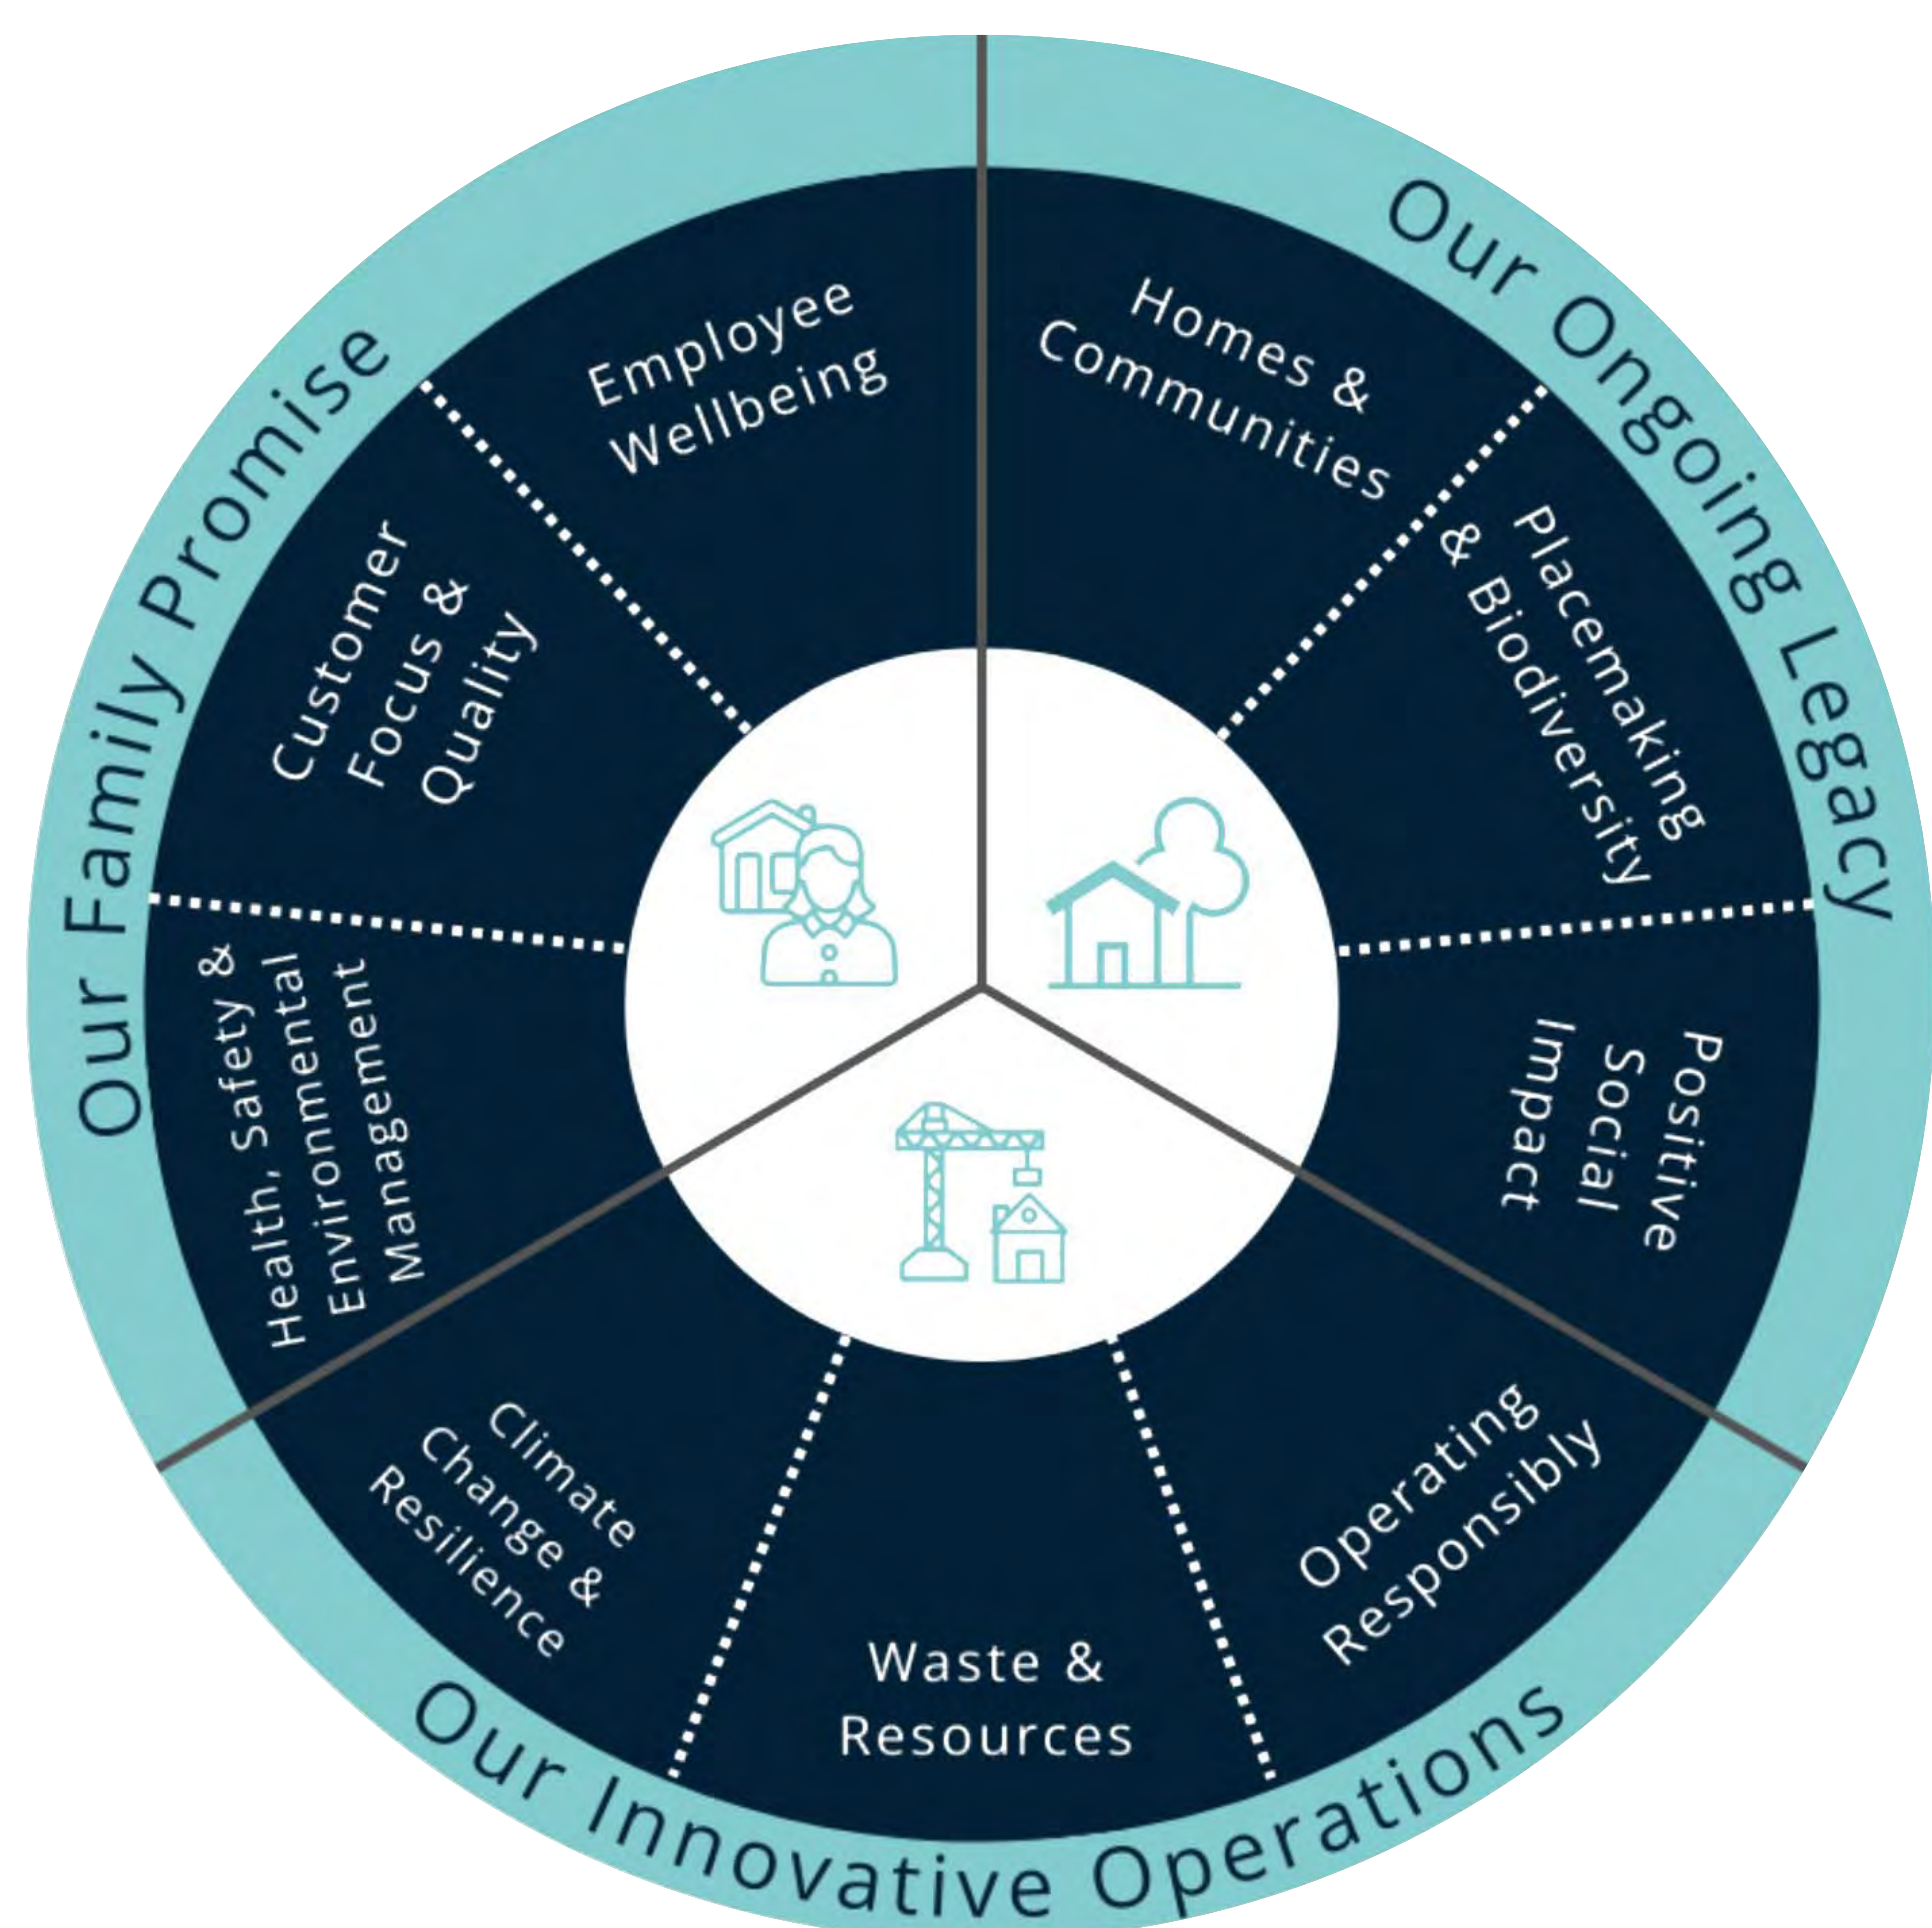 Our Family Promise
Employee
Wellbeing
Customer
Focus &
Quality
Health, Safety &
Environmental
Management
Our Ongoing Legacy
Homes &
Communities
Placemaking
& Biodiversity
Positive
Social
Impact
Our Innovative Operations
Operating
Responsibly
Waste &
Resources
Climate
Change &
Resilience